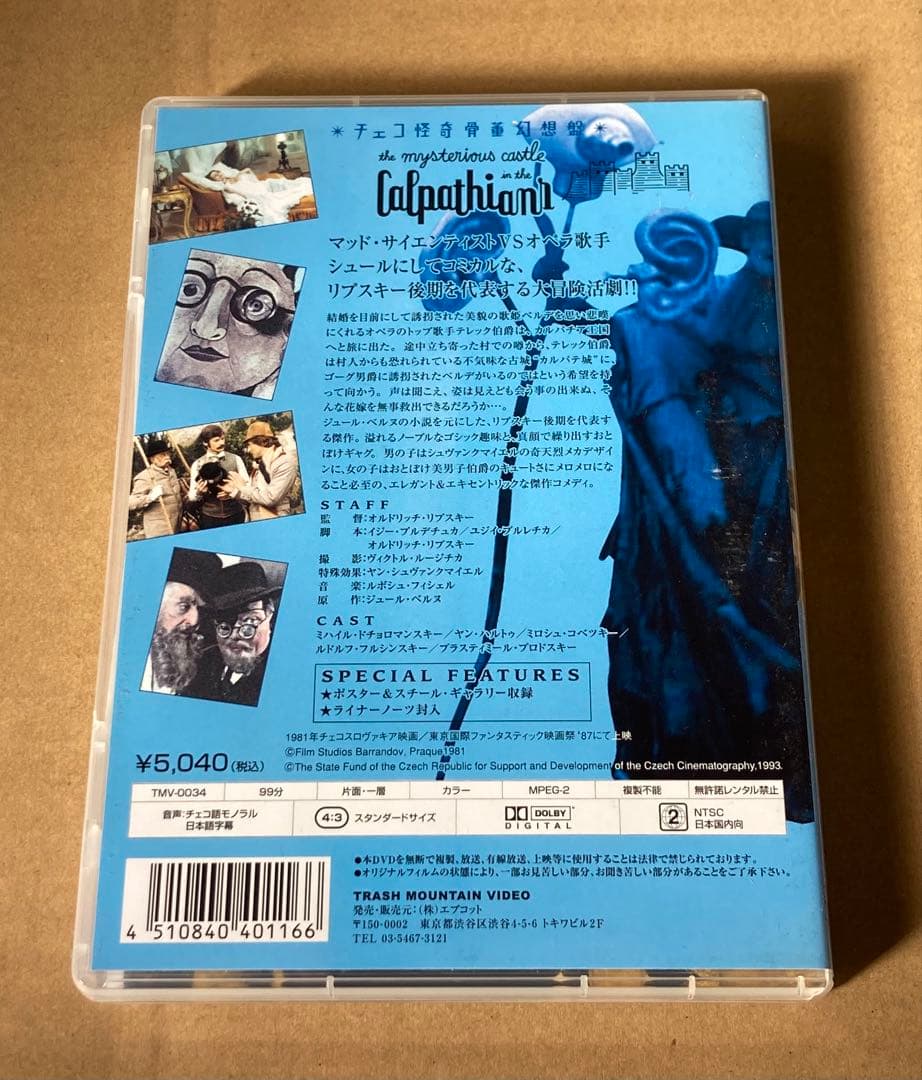 ＊チェコ怪奇骨董幻想盤＊
the mysterious castle
in the
Calpathians
マッド・サイエンティストVSオペラ歌手
シュールにしてコミカルな、
リプスキー後期を代表する大冒険活劇!!
結婚を目前にして誘拐された美貌の歌姫ベルデを思い悲嘆
にくれるオペラのトップ歌手テレック伯爵は、カルパチア王国
へと旅に出た。途中立ち寄った村での噂から、テレック伯爵
は村人からも恐れられている不気味な古城“カルパテ城”に、
ゴーグ男爵に誘拐されたベルデがいるのではという希望を持
って向かう。声は聞こえ、姿は見えども会う事の出来ぬ、そ
んな花嫁を無事救出できるだろうか…。
ジュール・ベルヌの小説を元にした、リプスキー後期を代表す
る傑作。溢れるノーブルなゴシック趣味と、真顔で繰り出すおと
ぼけギャグ。男の子はシュヴァンクマイエルの奇天烈メカデザイ
ンに、女の子はおとぼけ美男子伯爵のキュートさにメロメロにな
ること必至の、エレガント＆エキセントリックな傑作コメディ。
STAFF
監督:オルドリッチ・リプスキー
脚本:イジー・ブルデチュカ／ユジイ・ブルレチカ／
オルドリッチ・リプスキー
撮影:ヴィクトル・ルージチカ
特殊効果:ヤン・シュヴァンクマイエル
音楽:ルボシュ・フィシェル
原作:ジュール・ベルヌ
CAST
ミハイル・ドチョロマンスキー／ヤン・ハルトゥ／ミロシュ・コペツキー／
ルドルフ・フルシンスキー／ブラスティミール・ブロドスキー
SPECIAL FEATURES
★ポスター＆スチール・ギャラリー収録
★ライナーノーツ封入
1981年チェコスロヴァキア映画／東京国際ファンタスティック映画祭 '87にて上映
©Film Studios Barrandov, Praque1981
©The State Fund of the Czech Republic for Support and Development of the Czech Cinematography,1993.
¥5,040(税込)
TMV-0034 99分 片面・一層 カラー MPEG-2 複製不能 無許諾レンタル禁止
音声:チェコ語モノラル
日本語字幕
4:3 スタンダードサイズ
DOLBY
DIGITAL
2
NTSC
日本国内向
●本DVDを無断で複製、放送、有線放送、上映等に使用することは法律で禁じられております。
●オリジナルフィルムの状態により、一部お見苦しい部分、お聞き苦しい部分があることをご了承下さい。
TRASH MOUNTAIN VIDEO
発売・販売元:(株)エプコット
〒150-0002 東京都渋谷区渋谷4-5-6 トキワビル2F
TEL 03-5467-3121
4 510840 401166